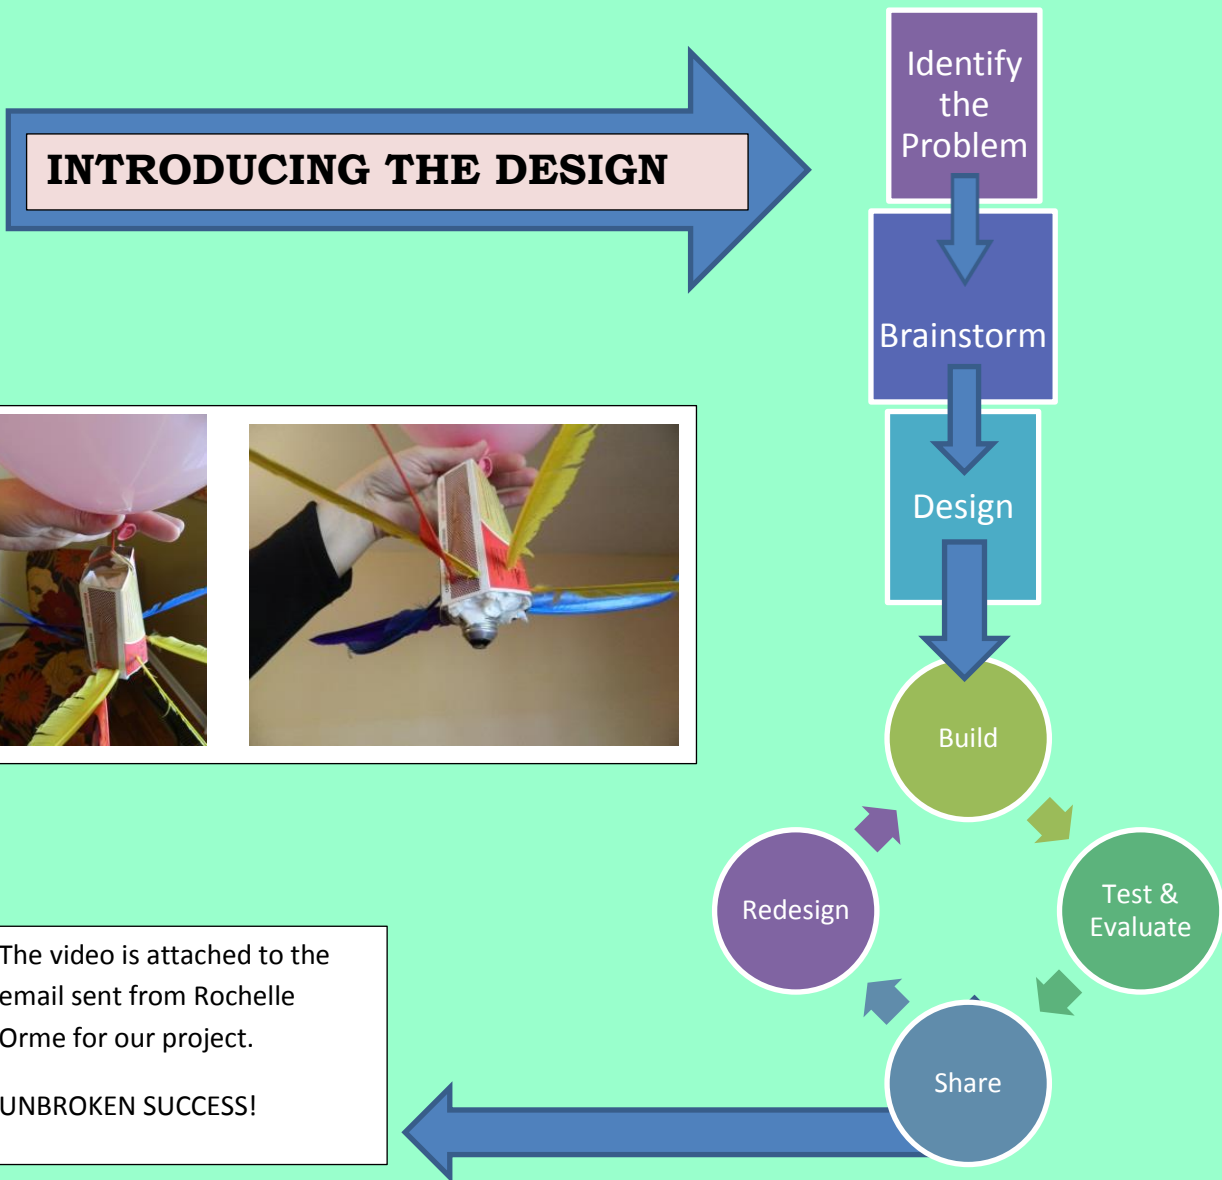 INTRODUCING THE DESIGN
Identify
the
Problem
Brainstorm
Design
Build
Test &
Evaluate
Share
Redesign
The video is attached to the
email sent from Rochelle
Orme for our project.
UNBROKEN SUCCESS!